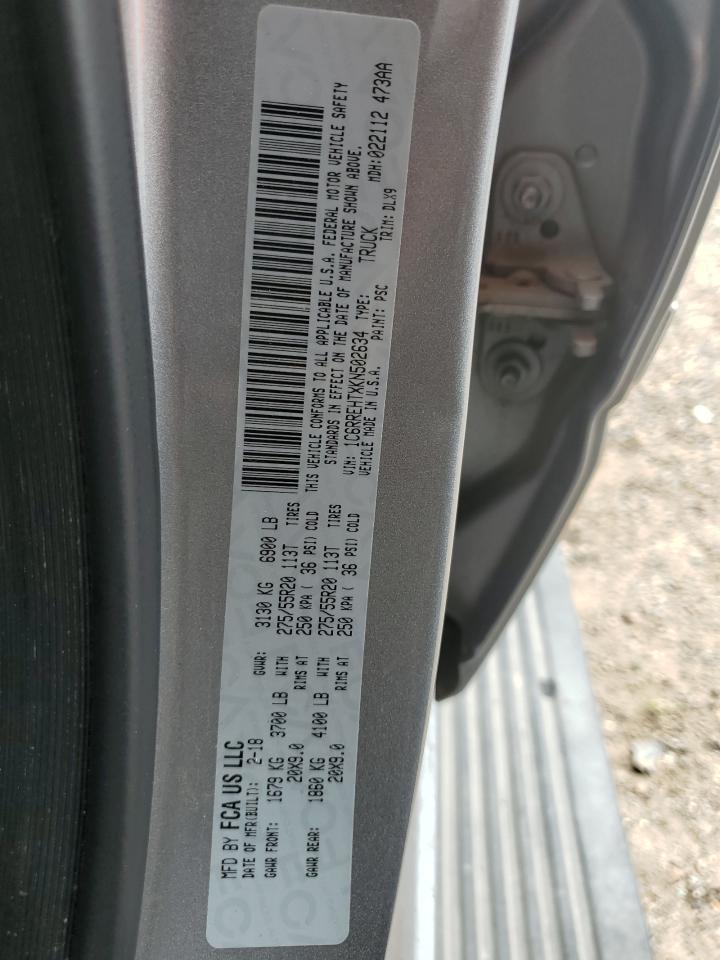 MFD BY FCA US LLC
DATE OF MFR(BUILT): 2-18 GVWR: 3130 KG 6900 LB
GAWR FRONT: 1679 KG 3700 LB WITH 275/55R20 113T TIRES
20X9.0 RIMS AT 250 KPA ( 36 PSI) COLD
GAWR REAR: 1860 KG 4100 LB WITH 275/55R20 113T TIRES
20X9.0 RIMS AT 250 KPA ( 36 PSI) COLD
THIS VEHICLE CONFORMS TO ALL APPLICABLE U.S.A. FEDERAL MOTOR VEHICLE SAFETY
STANDARDS IN EFFECT ON THE DATE OF MANUFACTURE SHOWN ABOVE.
VIN: 1C6RREHTXKN502634 TYPE: TRUCK MDH:022112 473AA
VEHICLE MADE IN U.S.A. PAINT: PSC TRIM: DLX9